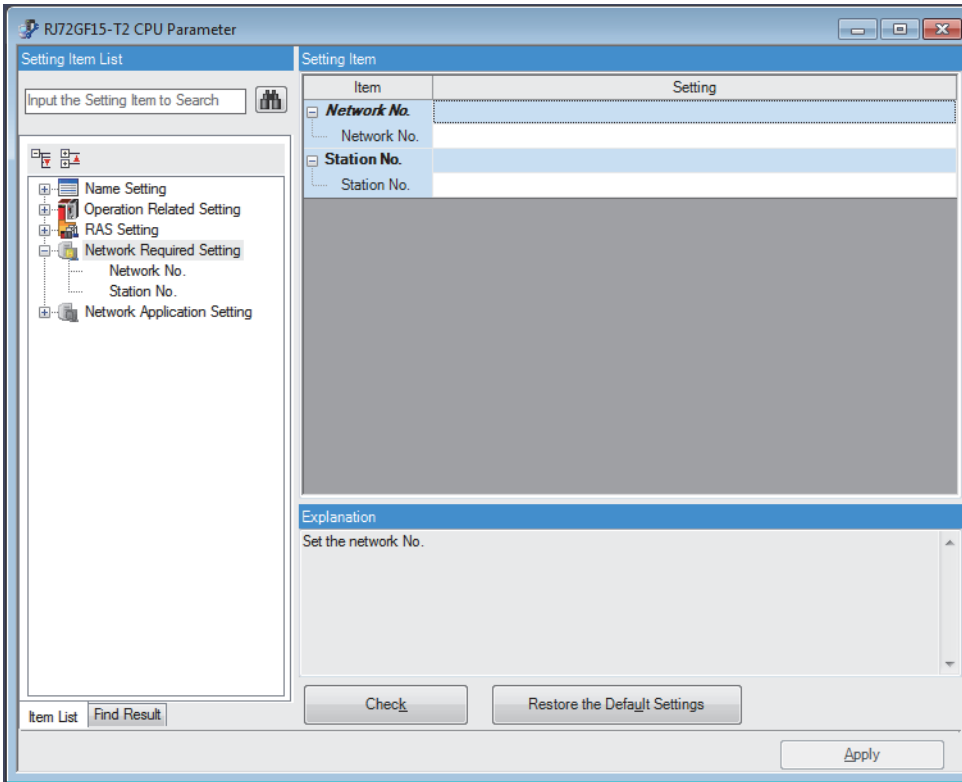 RJ72GF15-T2 CPU Parameter
Setting Item List
Input the Setting Item to Search
Name Setting
Operation Related Setting
RAS Setting
Network Required Setting
Network No.
Station No.
Network Application Setting
Item List
Find Result
Setting Item
Item
Setting
Network No.
Network No.
Station No.
Station No.
Explanation
Set the network No.
Check
Restore the Default Settings
Apply